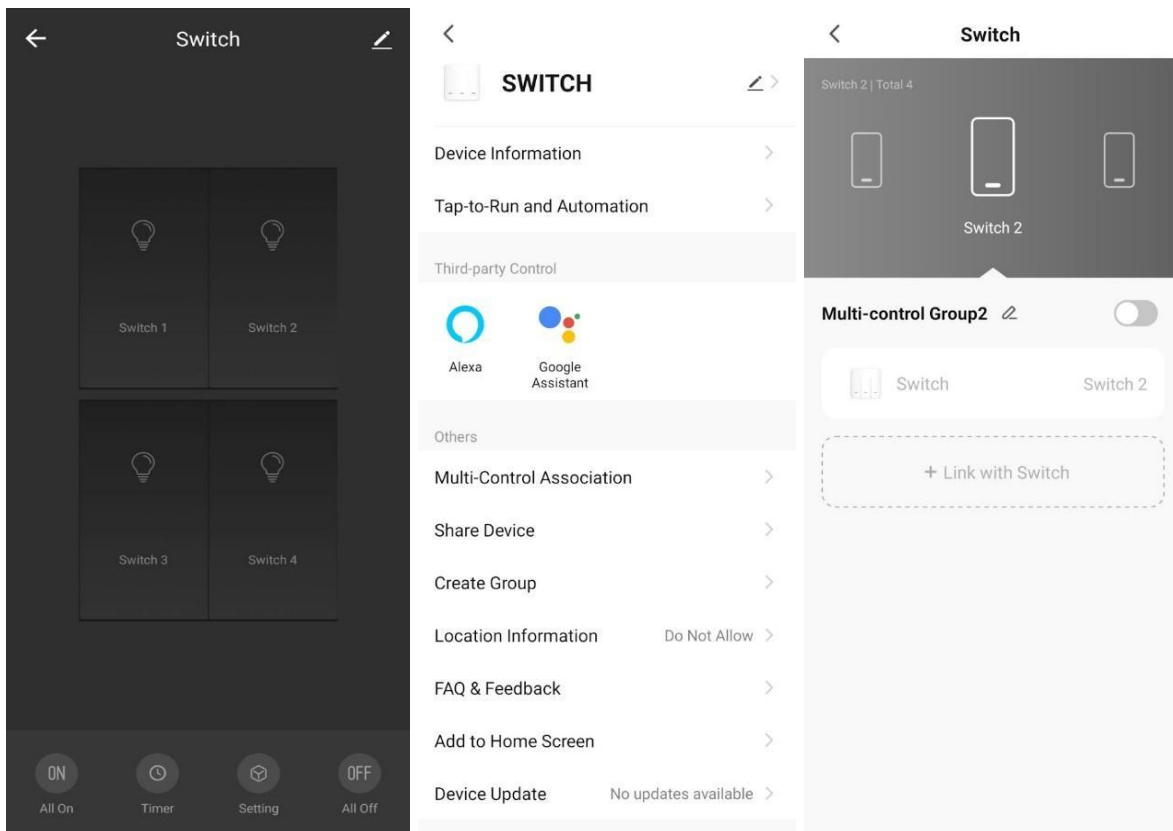 Switch
Switch 1
Switch 2
Switch 3
Switch 4
ON
OFF
All On
Timer
Setting
All Off
SWITCH
Device Information
Tap-to-Run and Automation
Third-party Control
Alexa
Google
Assistant
Others
Multi-Control Association
Share Device
Create Group
Location Information Do Not Allow
FAQ & Feedback
Add to Home Screen
Device Update No updates available
Switch
Switch 2 | Total 4
Switch 2
Multi-control Group2
Switch Switch 2
+ Link with Switch